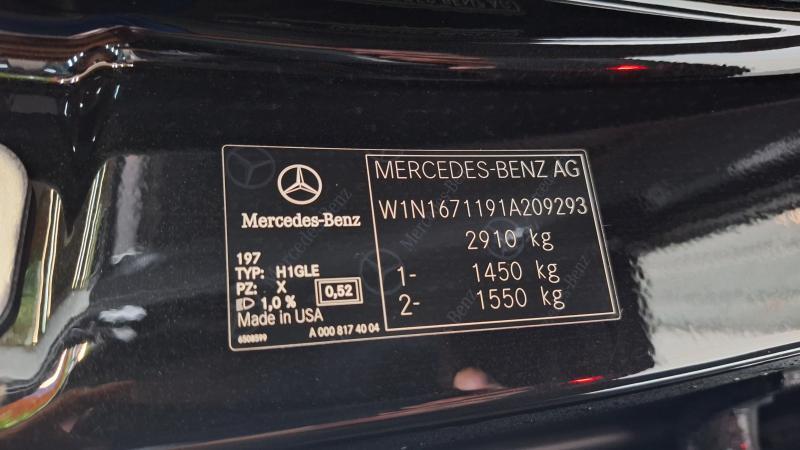 Mercedes-Benz
197
TYP: H1GLE
PZ: X
1,0 % 0,52
Made in USA
6508599 A 000 817 40 04
MERCEDES-BENZ AG
W1N1671191A209293
2910 kg
1- 1450 kg
2- 1550 kg